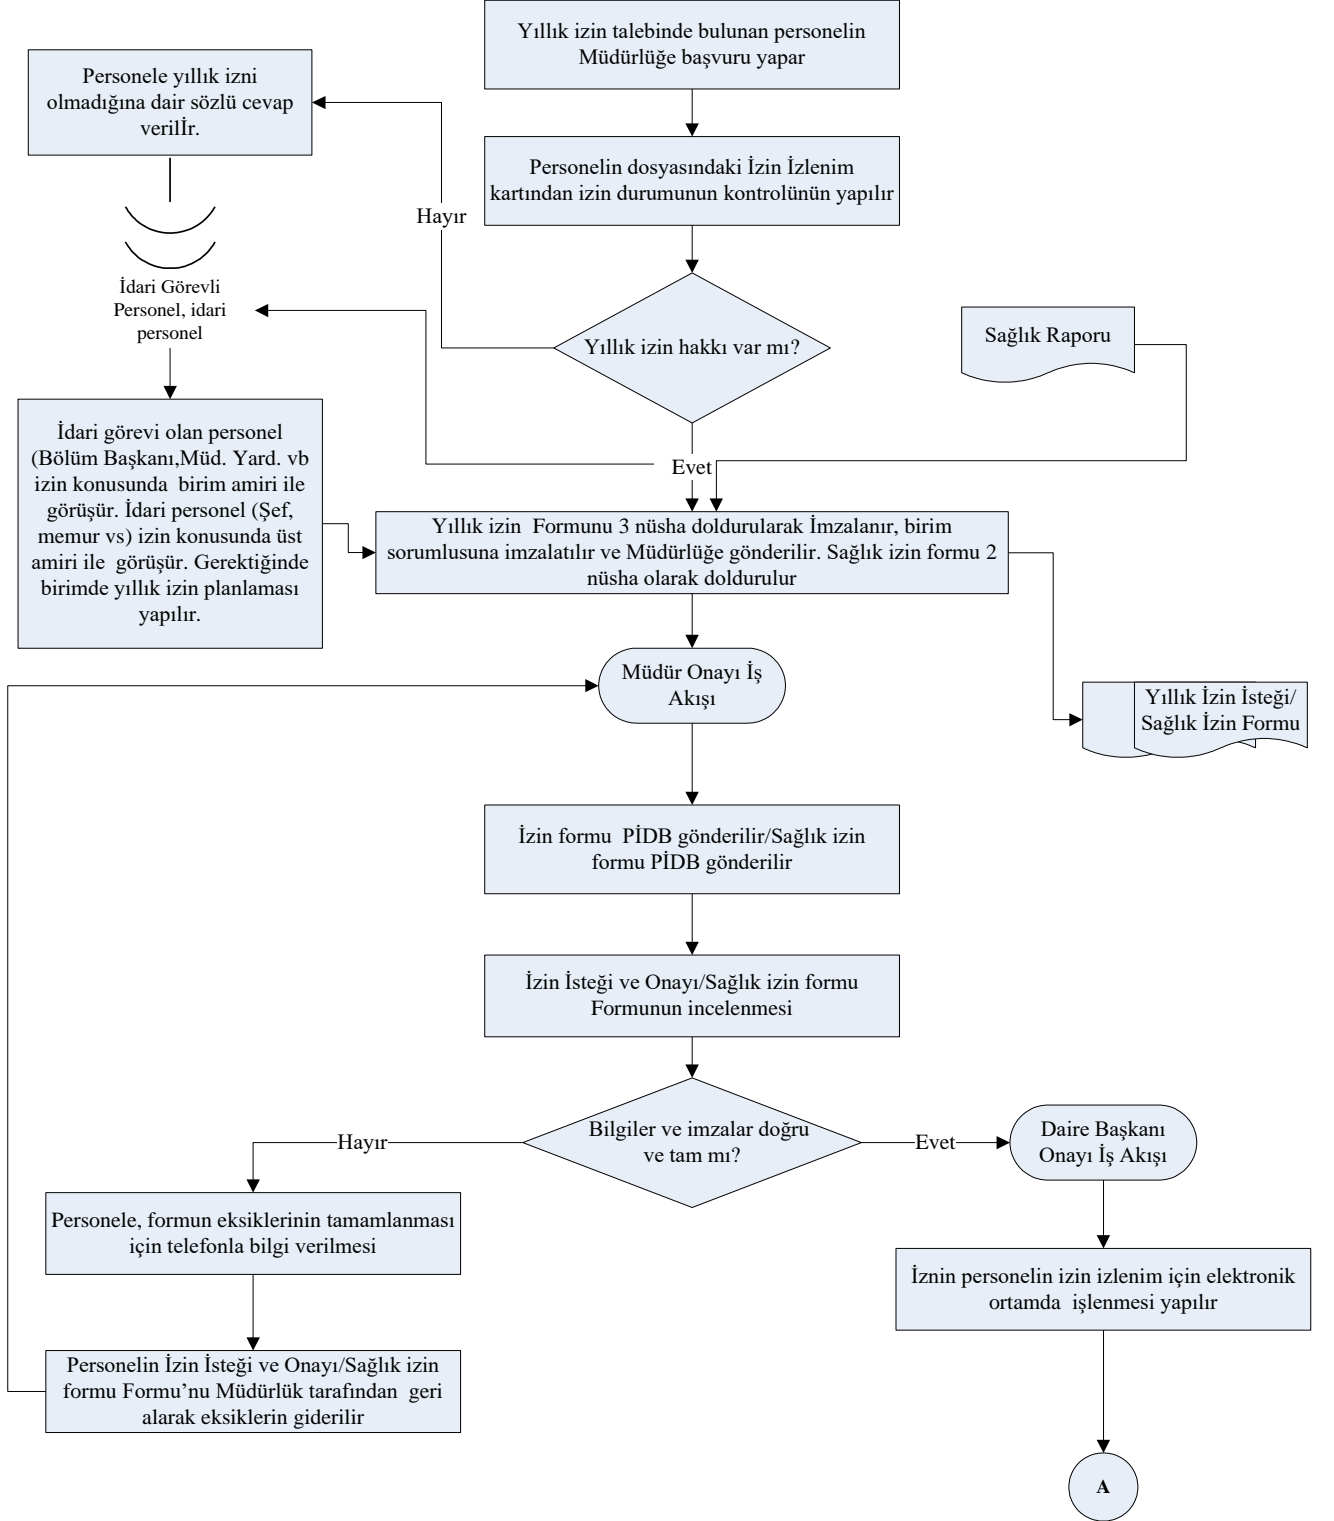 Yıllık izin talebinde bulunan personelin
Müdürlüğe başvuru yapar
Personele yıllık izni
olmadığına dair sözlü cevap
verilİr.
Personelin dosyasındaki İzin İzlenim
kartından izin durumunun kontrolünün yapılır
Hayır
İdari Görevli
Personel, idari
personel
Yıllık izin hakkı var mı?
Sağlık Raporu
İdari görevi olan personel
(Bölüm Başkanı,Müd. Yard. vb
izin konusunda birim amiri ile
görüşür. İdari personel (Şef,
memur vs) izin konusunda üst
amiri ile görüşür. Gerektiğinde
birimde yıllık izin planlaması
yapılır.
Evet
Yıllık izin Formunu 3 nüsha doldurularak İmzalanır, birim
sorumlusuna imzalatılır ve Müdürlüğe gönderilir. Sağlık izin formu 2
nüsha olarak doldurulur
Müdür Onayı İş
Akışı
Yıllık İzin İsteği/
Sağlık İzin Formu
İzin formu PİDB gönderilir/Sağlık izin
formu PİDB gönderilir
İzin İsteği ve Onayı/Sağlık izin formu
Formunun incelenmesi
Bilgiler ve imzalar doğru
ve tam mı?
Hayır
Evet
Daire Başkanı
Onayı İş Akışı
Personele, formun eksiklerinin tamamlanması
için telefonla bilgi verilmesi
İznin personelin izin izlenim için elektronik
ortamda işlenmesi yapılır
Personelin İzin İsteği ve Onayı/Sağlık izin
formu Formu’nu Müdürlük tarafından geri
alarak eksiklerin giderilir
A